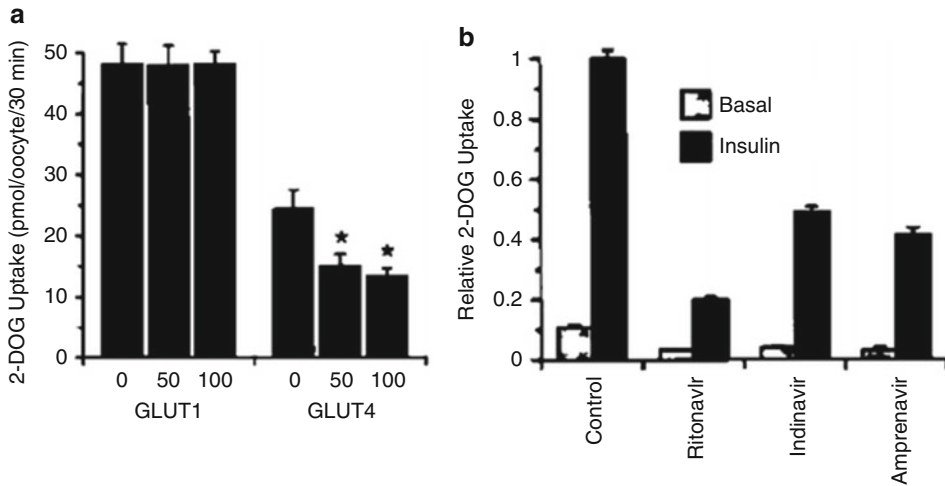 a
2-DOG Uptake (pmol/oocyte/30 min)
50
40
30
20
10
0
0 50 100 0 50 100
GLUT1 GLUT4
b
Relative 2-DOG Uptake
1
0.8
0.6
0.4
0.2
0
Basal
Insulin
Control
Ritonavlr
Indinavir
Amprenavir